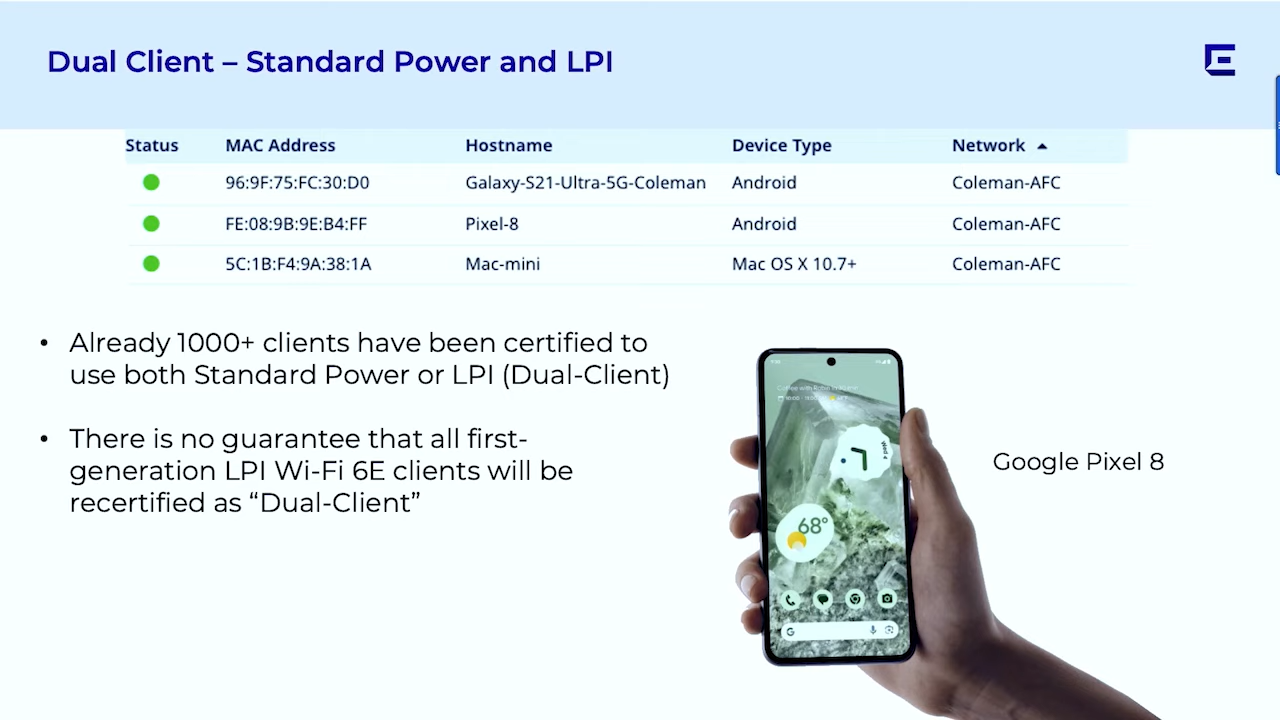 Dual Client – Standard Power and LPI
Status MAC Address Hostname Device Type Network
96:9F:75:FC:30:D0 Galaxy-S21-Ultra-5G-Coleman Android Coleman-AFC
FE:08:9B:9E:B4:FF Pixel-8 Android Coleman-AFC
5C:1B:F4:9A:38:1A Mac-mini Mac OS X 10.7+ Coleman-AFC
• Already 1000+ clients have been certified to
use both Standard Power or LPI (Dual-Client)
• There is no guarantee that all first-
generation LPI Wi-Fi 6E clients will be
recertified as “Dual-Client”
68°
Google Pixel 8